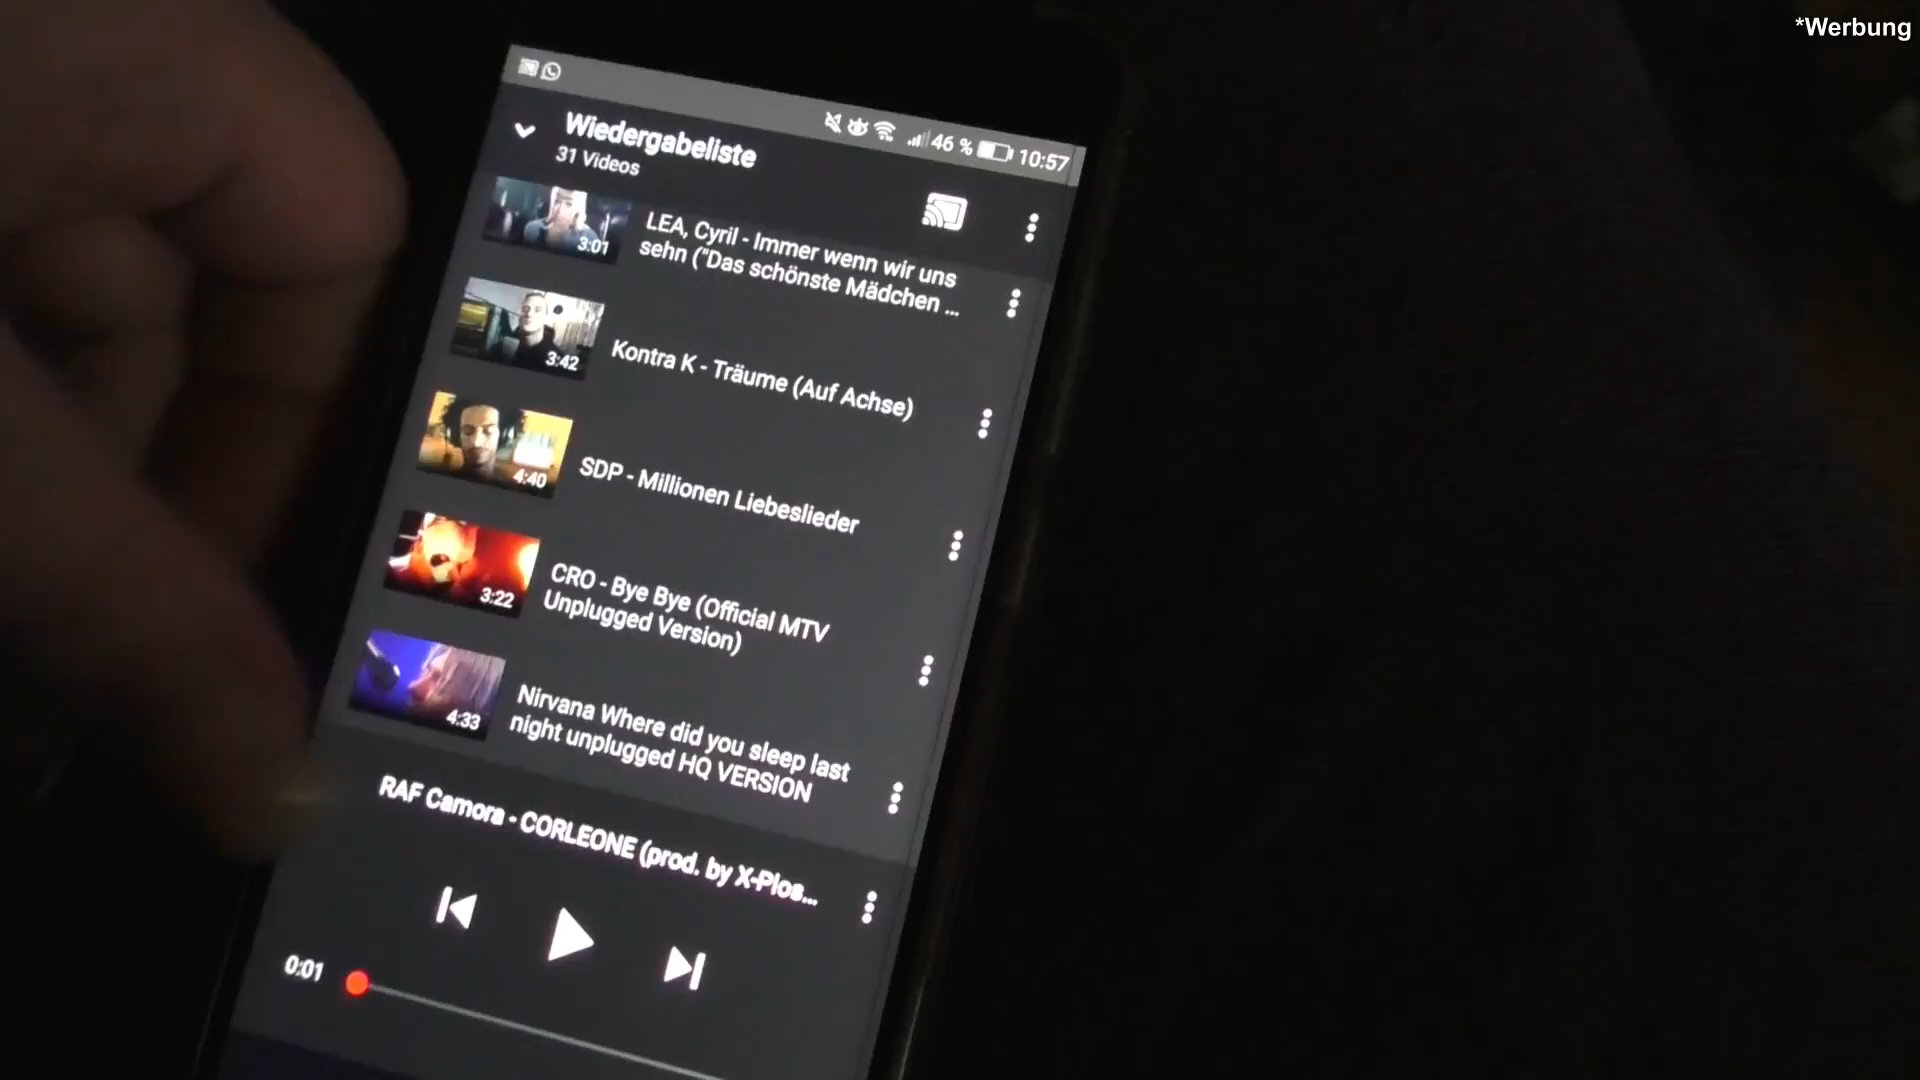 *Werbung
46 % 10:57
Wiedergabeliste
31 Videos
3:01
LEA, Cyril - Immer wenn wir uns
sehn ("Das schönste Mädchen ...
3:42
Kontra K - Träume (Auf Achse)
4:40
SDP - Millionen Liebeslieder
3:22
CRO - Bye Bye (Official MTV
Unplugged Version)
4:33
Nirvana Where did you sleep last
night unplugged HQ VERSION
RAF Camora - CORLEONE (prod. by X-Plos...
0:01